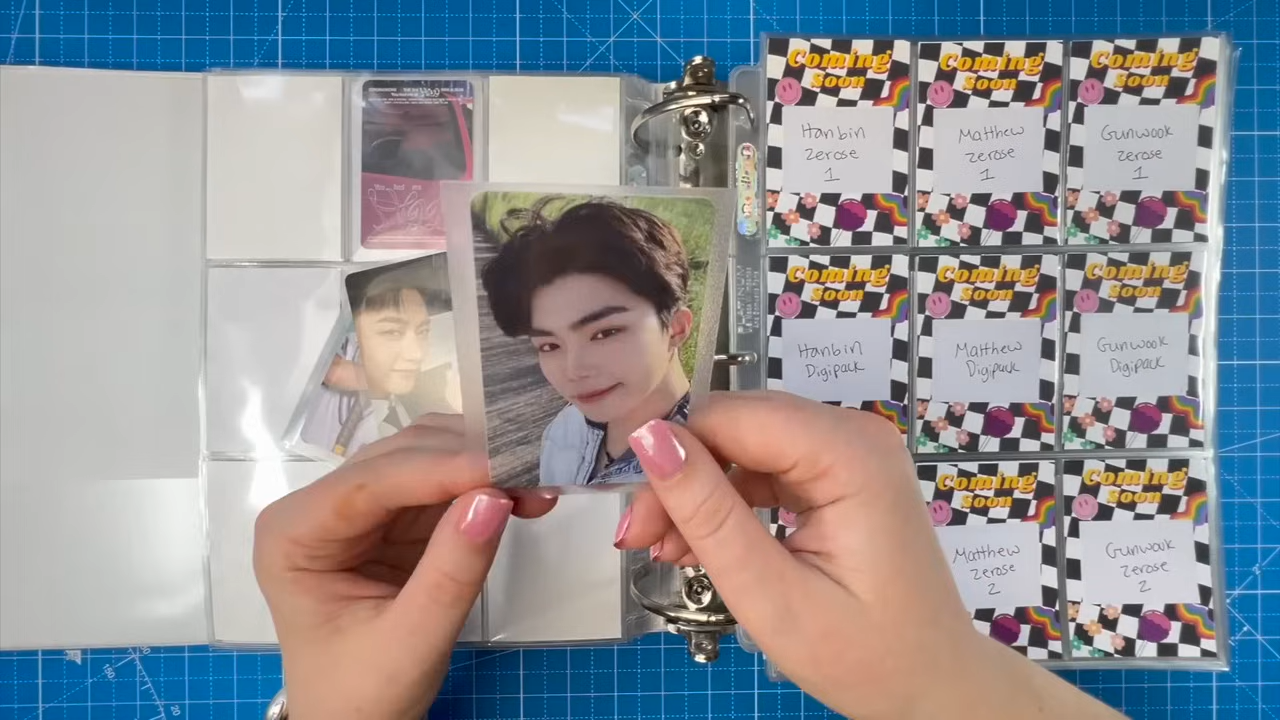 Coming
Soon
Hanbin
Zerose
1
Coming
Soon
Matthew
Zerose
1
Coming
Soon
Gunwook
Zerose
1
Coming
Soon
Hanbin
Digipack
Coming
Soon
Matthew
Digipack
Coming
Soon
Gunwook
Digipack
Coming
Soon
Matthew
Zerose
2
Coming
Soon
Gunwook
Zerose
2
PLATINUM